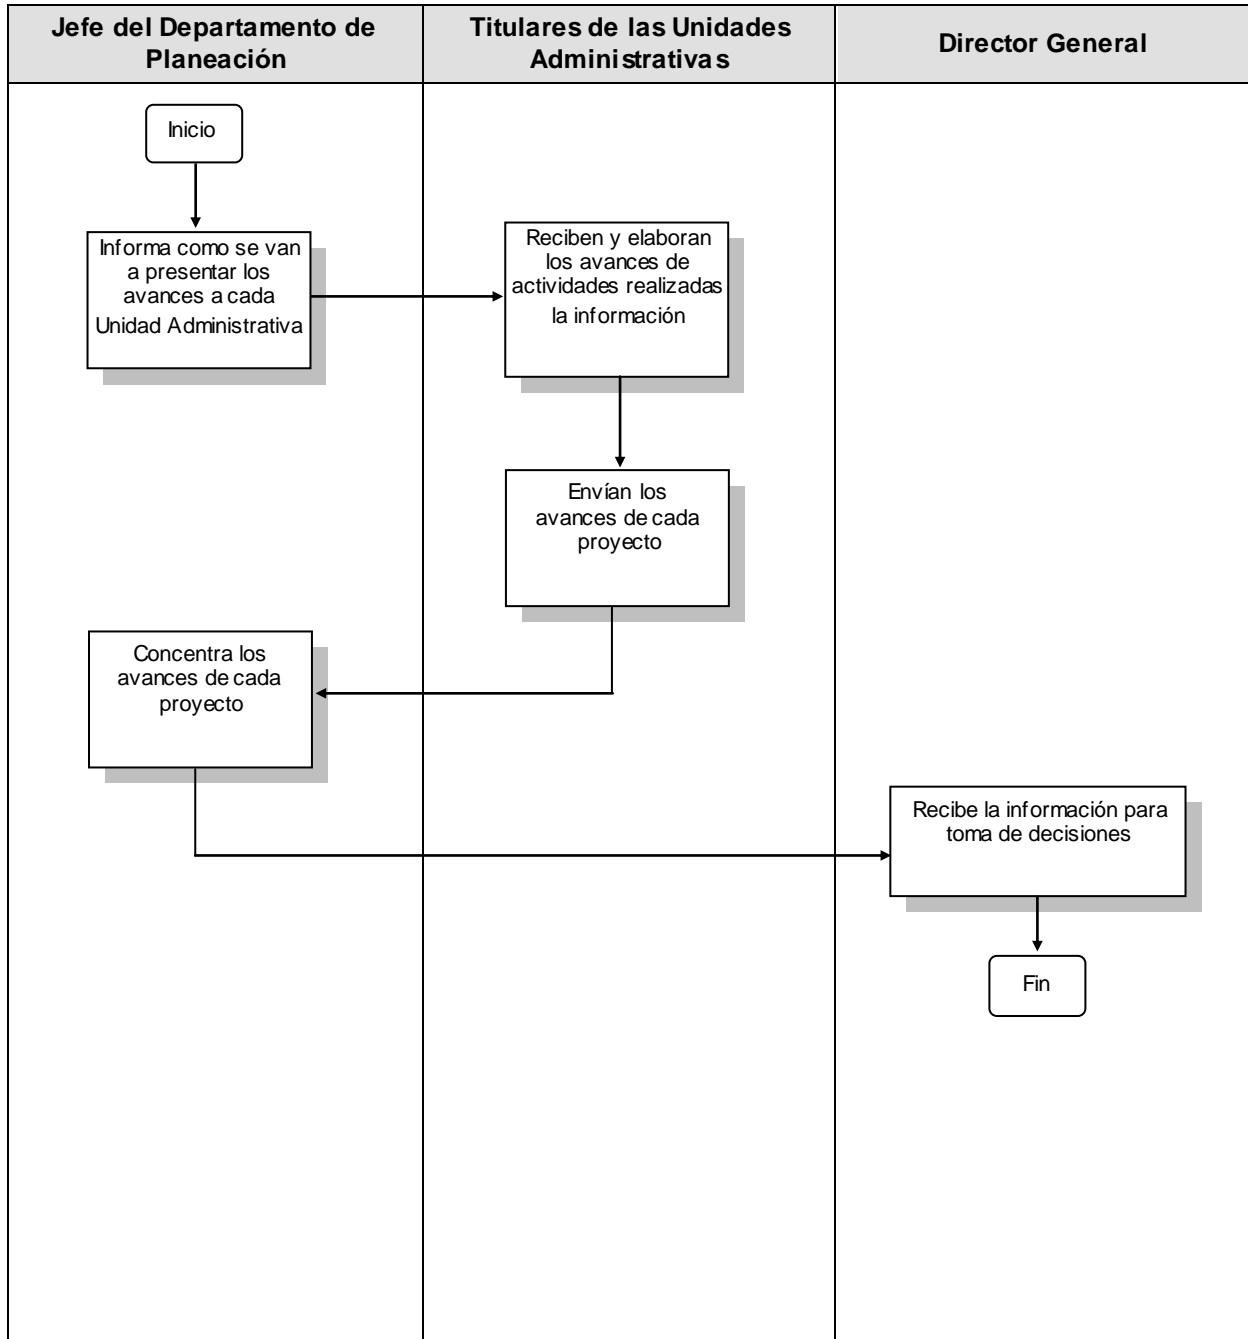 Jefe del Departamento de
Planeación
Titulares de las Unidades
Administrativas
Director General
Inicio
Informa como se van
a presentar los
avances a cada
Unidad Administrativa
Reciben y elaboran
los avances de
actividades realizadas
la información
Envían los
avances de cada
proyecto
Concentra los
avances de cada
proyecto
Recibe la información para
toma de decisiones
Fin